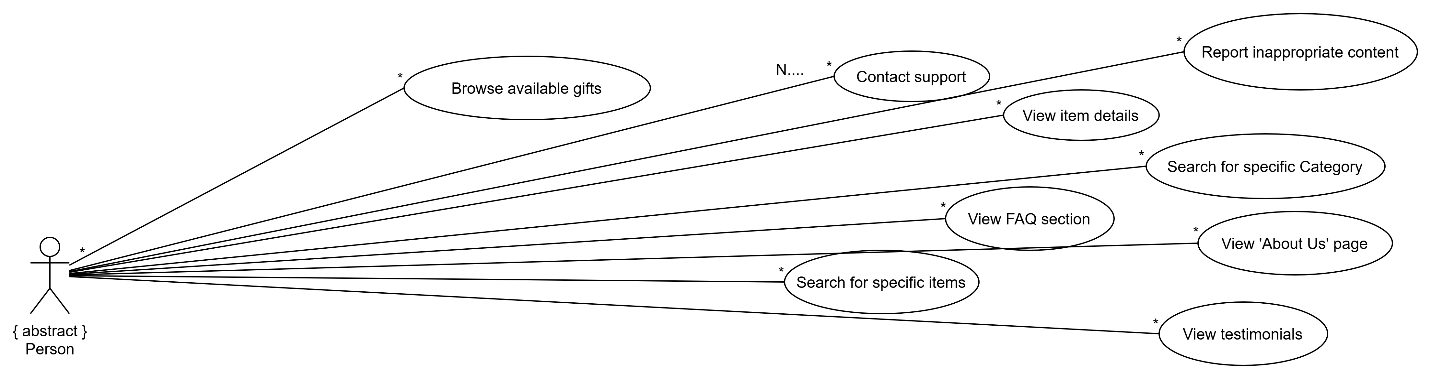 Report inappropriate content
*
N....
*
Contact support
*
Browse available gifts
*
View item details
*
Search for specific Category
*
View FAQ section
*
View 'About Us' page
*
*
Search for specific items
*
View testimonials
{ abstract }
Person